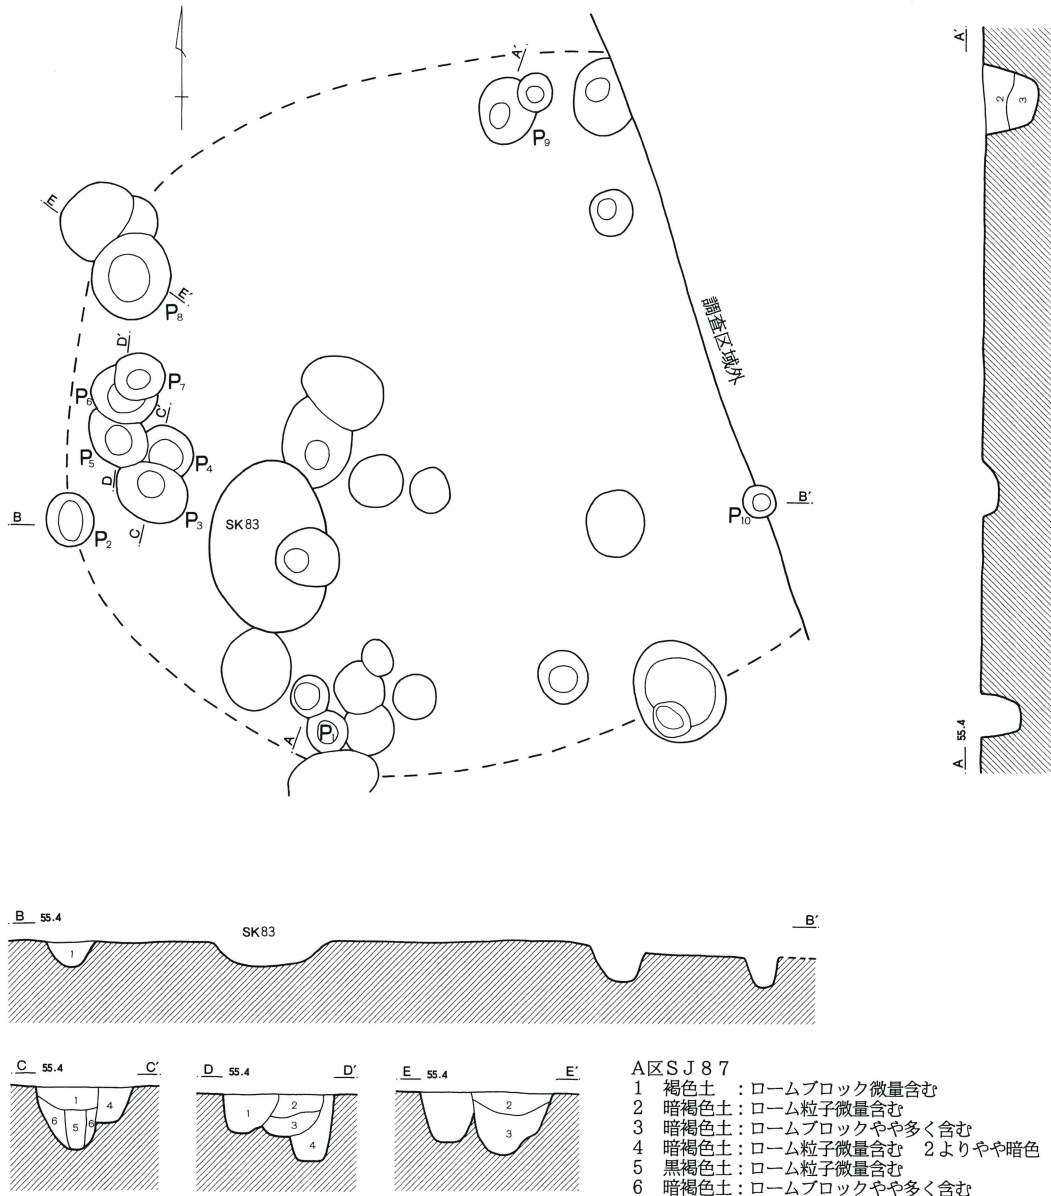 A'
P9
A'
2 3
E
E'
P8
D'
P7
P6
C'
P5
P4
D
P3
C
B
P2
SK83
調査区域外
P10
B'
A
P1
A 55.4
B 55.4
B'
SK83
1
C 55.4
C'
1
4
6 5 6
D 55.4
D'
1
2
3
4
E 55.4
E'
2
3
A区SJ87
1 褐色土 :ロームブロック微量含む
2 暗褐色土:ローム粒子微量含む
3 暗褐色土:ロームブロックやや多く含む
4 暗褐色土:ローム粒子微量含む 2よりやや暗色
5 黒褐色土:ローム粒子微量含む
6 暗褐色土:ロームブロックやや多く含む